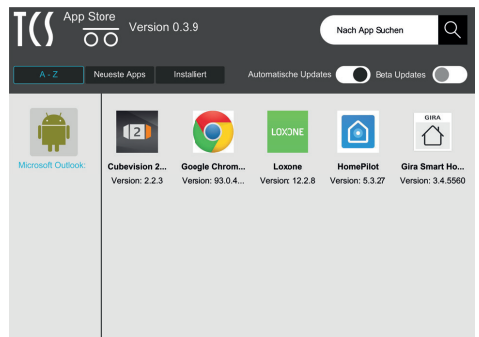 TCS App Store
Version 0.3.9
Nach App Suchen
A - Z
Neueste Apps
Installiert
Automatische Updates
Beta Updates
Microsoft Outlook:
2
Cubevision 2...
Version: 2.2.3
Google Chrom...
Version: 93.0.4...
LOXONE
Loxone
Version: 12.2.8
HomePilot
Version: 5.3.27
GIRA
Gira Smart Ho...
Version: 3.4.5560